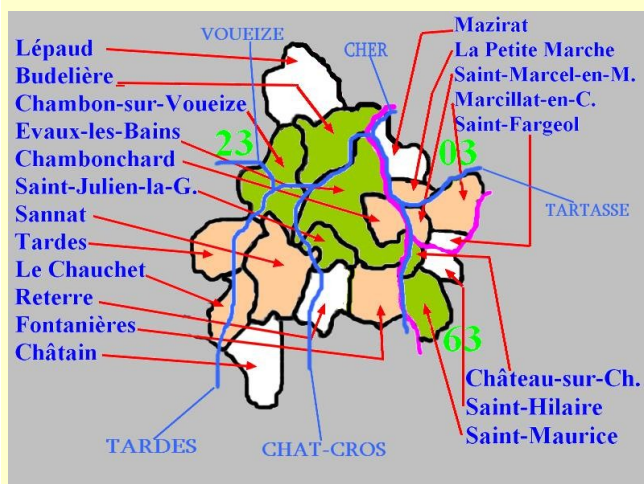 Lépaud
Budelière
Chambon-sur-Voueize
Evaux-les-Bains
Chambonchard
Saint-Julien-la-G.
Sannat
Tardes
Le Chauchet
Reterre
Fontanières
Châtain
VOUEIZE
CHER
23
03
63
TARTASSE
TARDES
CHAT-CROS
Mazirat
La Petite Marche
Saint-Marcel-en-M.
Marcillat-en-C.
Saint-Fargeol
Château-sur-Ch.
Saint-Hilaire
Saint-Maurice